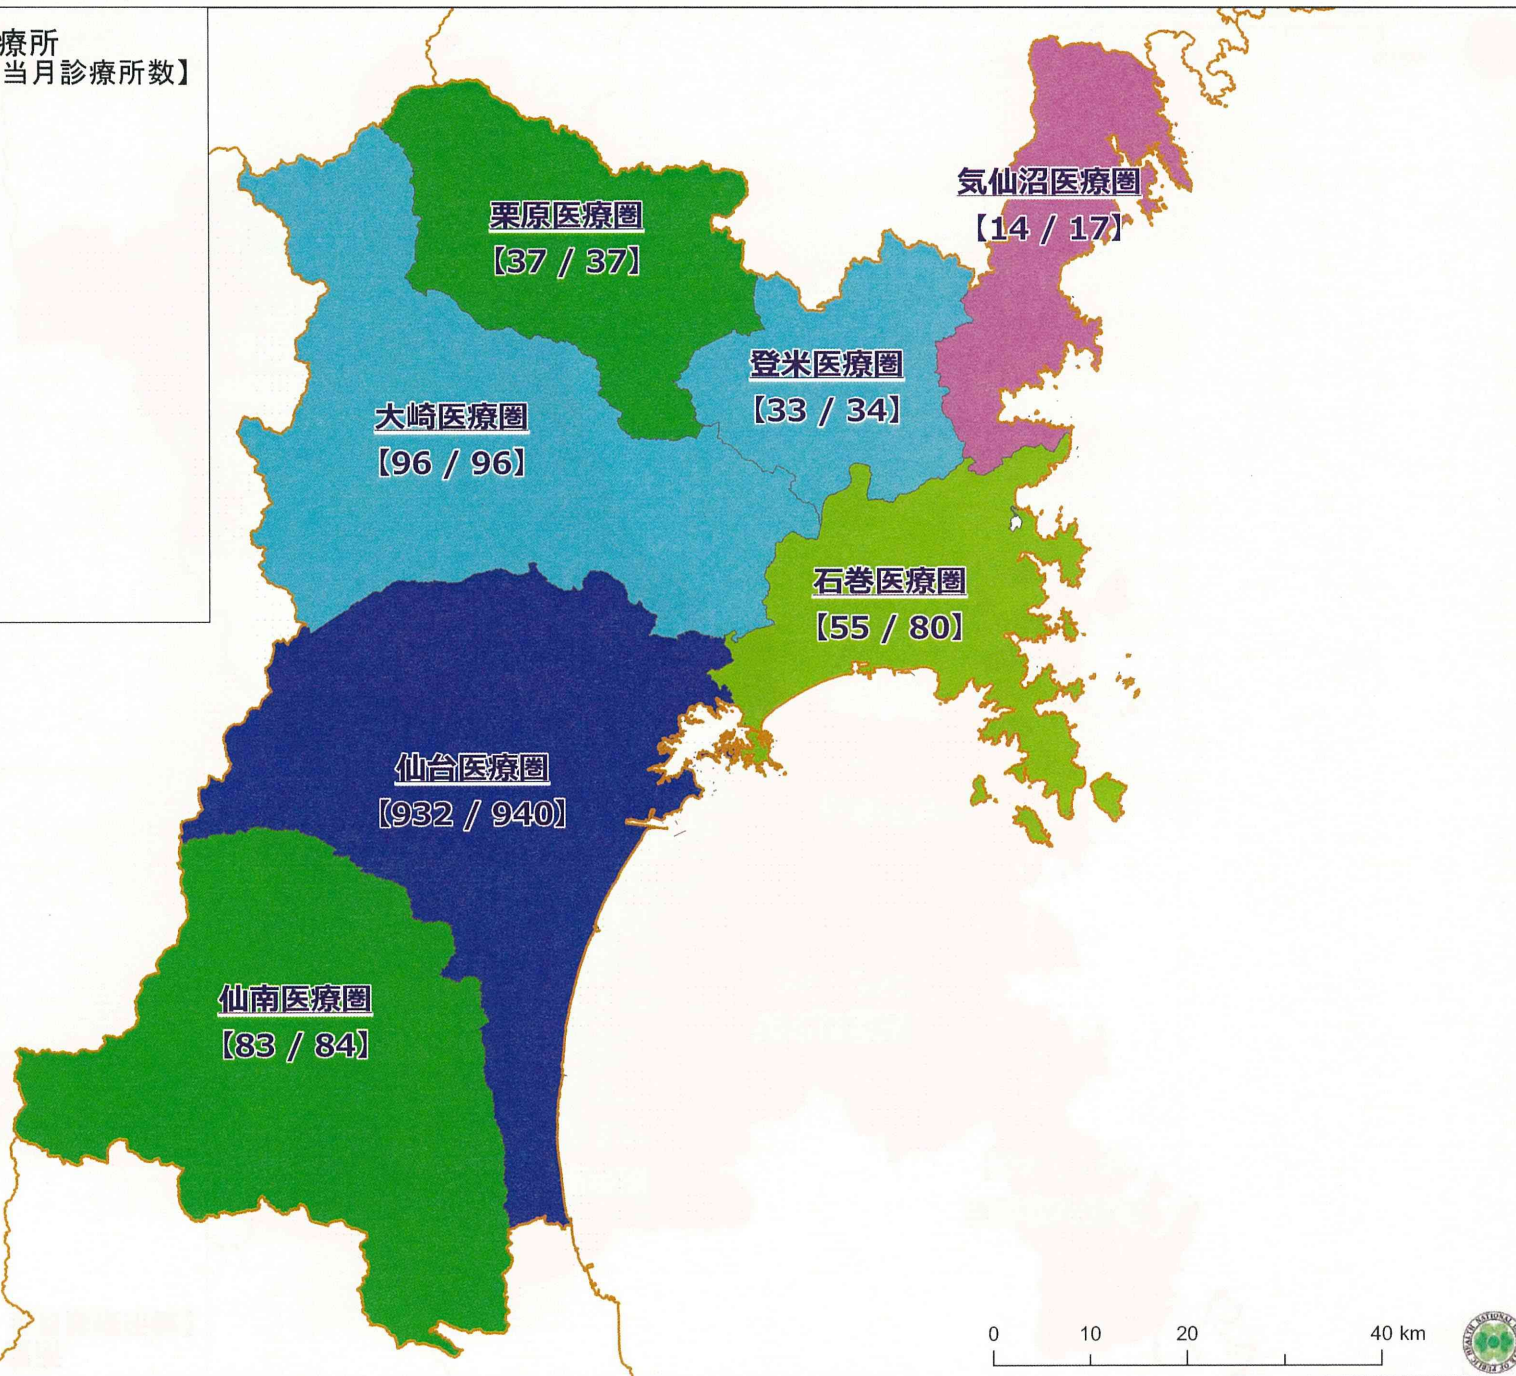 療所
当月診療所数】
気仙沼医療圏
【14 / 17】
栗原医療圏
【37 / 37】
登米医療圏
【33 / 34】
大崎医療圏
【96 / 96】
石巻医療圏
【55 / 80】
仙台医療圏
【932 / 940】
仙南医療圏
【83 / 84】
0 10 20 40 km